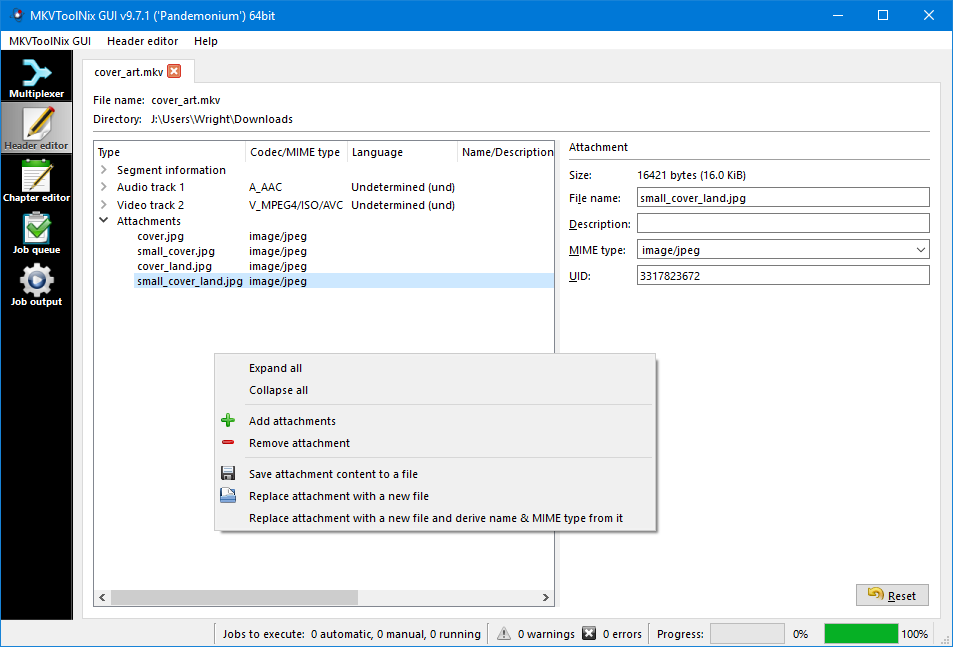 MKVToolNix GUI v9.7.1 ('Pandemonium') 64bit
MKVToolNix GUI Header editor Help
Multiplexer
Header editor
Chapter editor
Job queue
Job output
cover_art.mkv
File name: cover_art.mkv
Directory: J:\Users\Wright\Downloads
Type Codec/MIME type Language Name/Description
Segment information
Audio track 1 A_AAC Undetermined (und)
Video track 2 V_MPEG4/ISO/AVC Undetermined (und)
Attachments
cover.jpg image/jpeg
small_cover.jpg image/jpeg
cover_land.jpg image/jpeg
small_cover_land.jpg image/jpeg
Attachment
Size: 16421 bytes (16.0 KiB)
File name: small_cover_land.jpg
Description:
MIME type: image/jpeg
UID: 3317823672
Expand all
Collapse all
Add attachments
Remove attachment
Save attachment content to a file
Replace attachment with a new file
Replace attachment with a new file and derive name & MIME type from it
Reset
Jobs to execute: 0 automatic, 0 manual, 0 running 0 warnings 0 errors Progress: 0% 100%